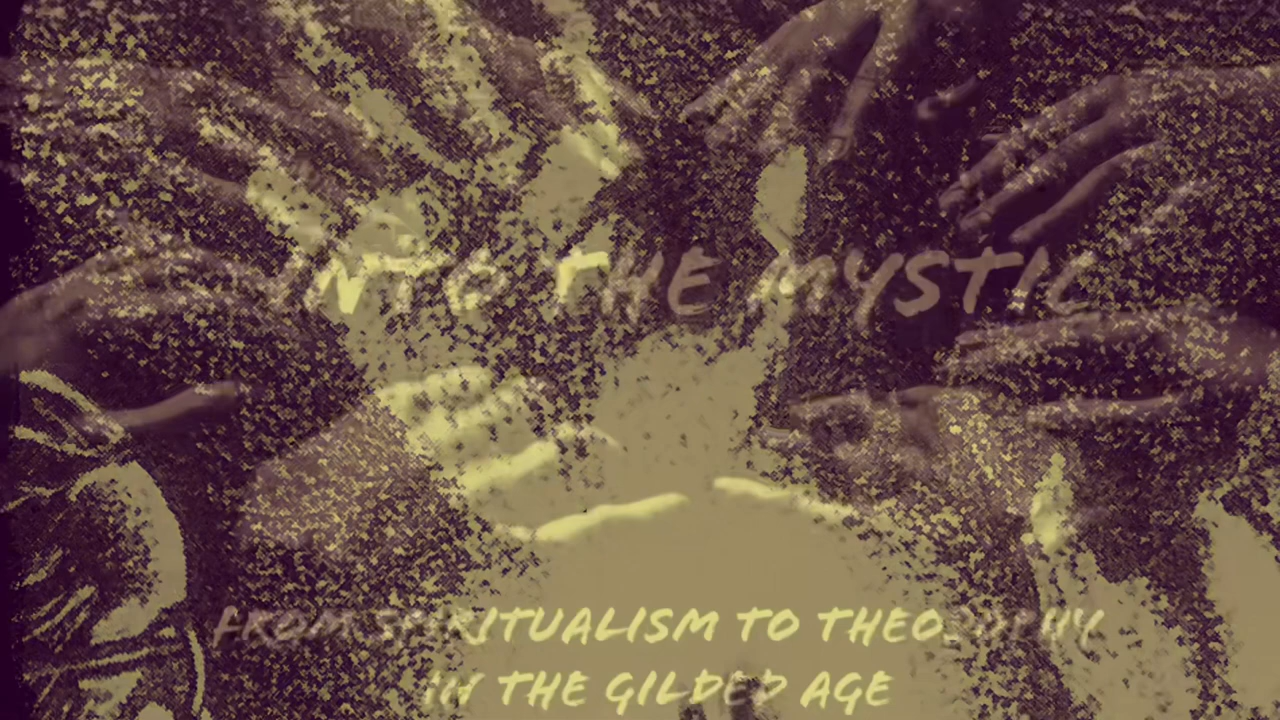 INTO THE MYSTIC
FROM SPIRITUALISM TO THEOSOPHY
IN THE GILDED AGE